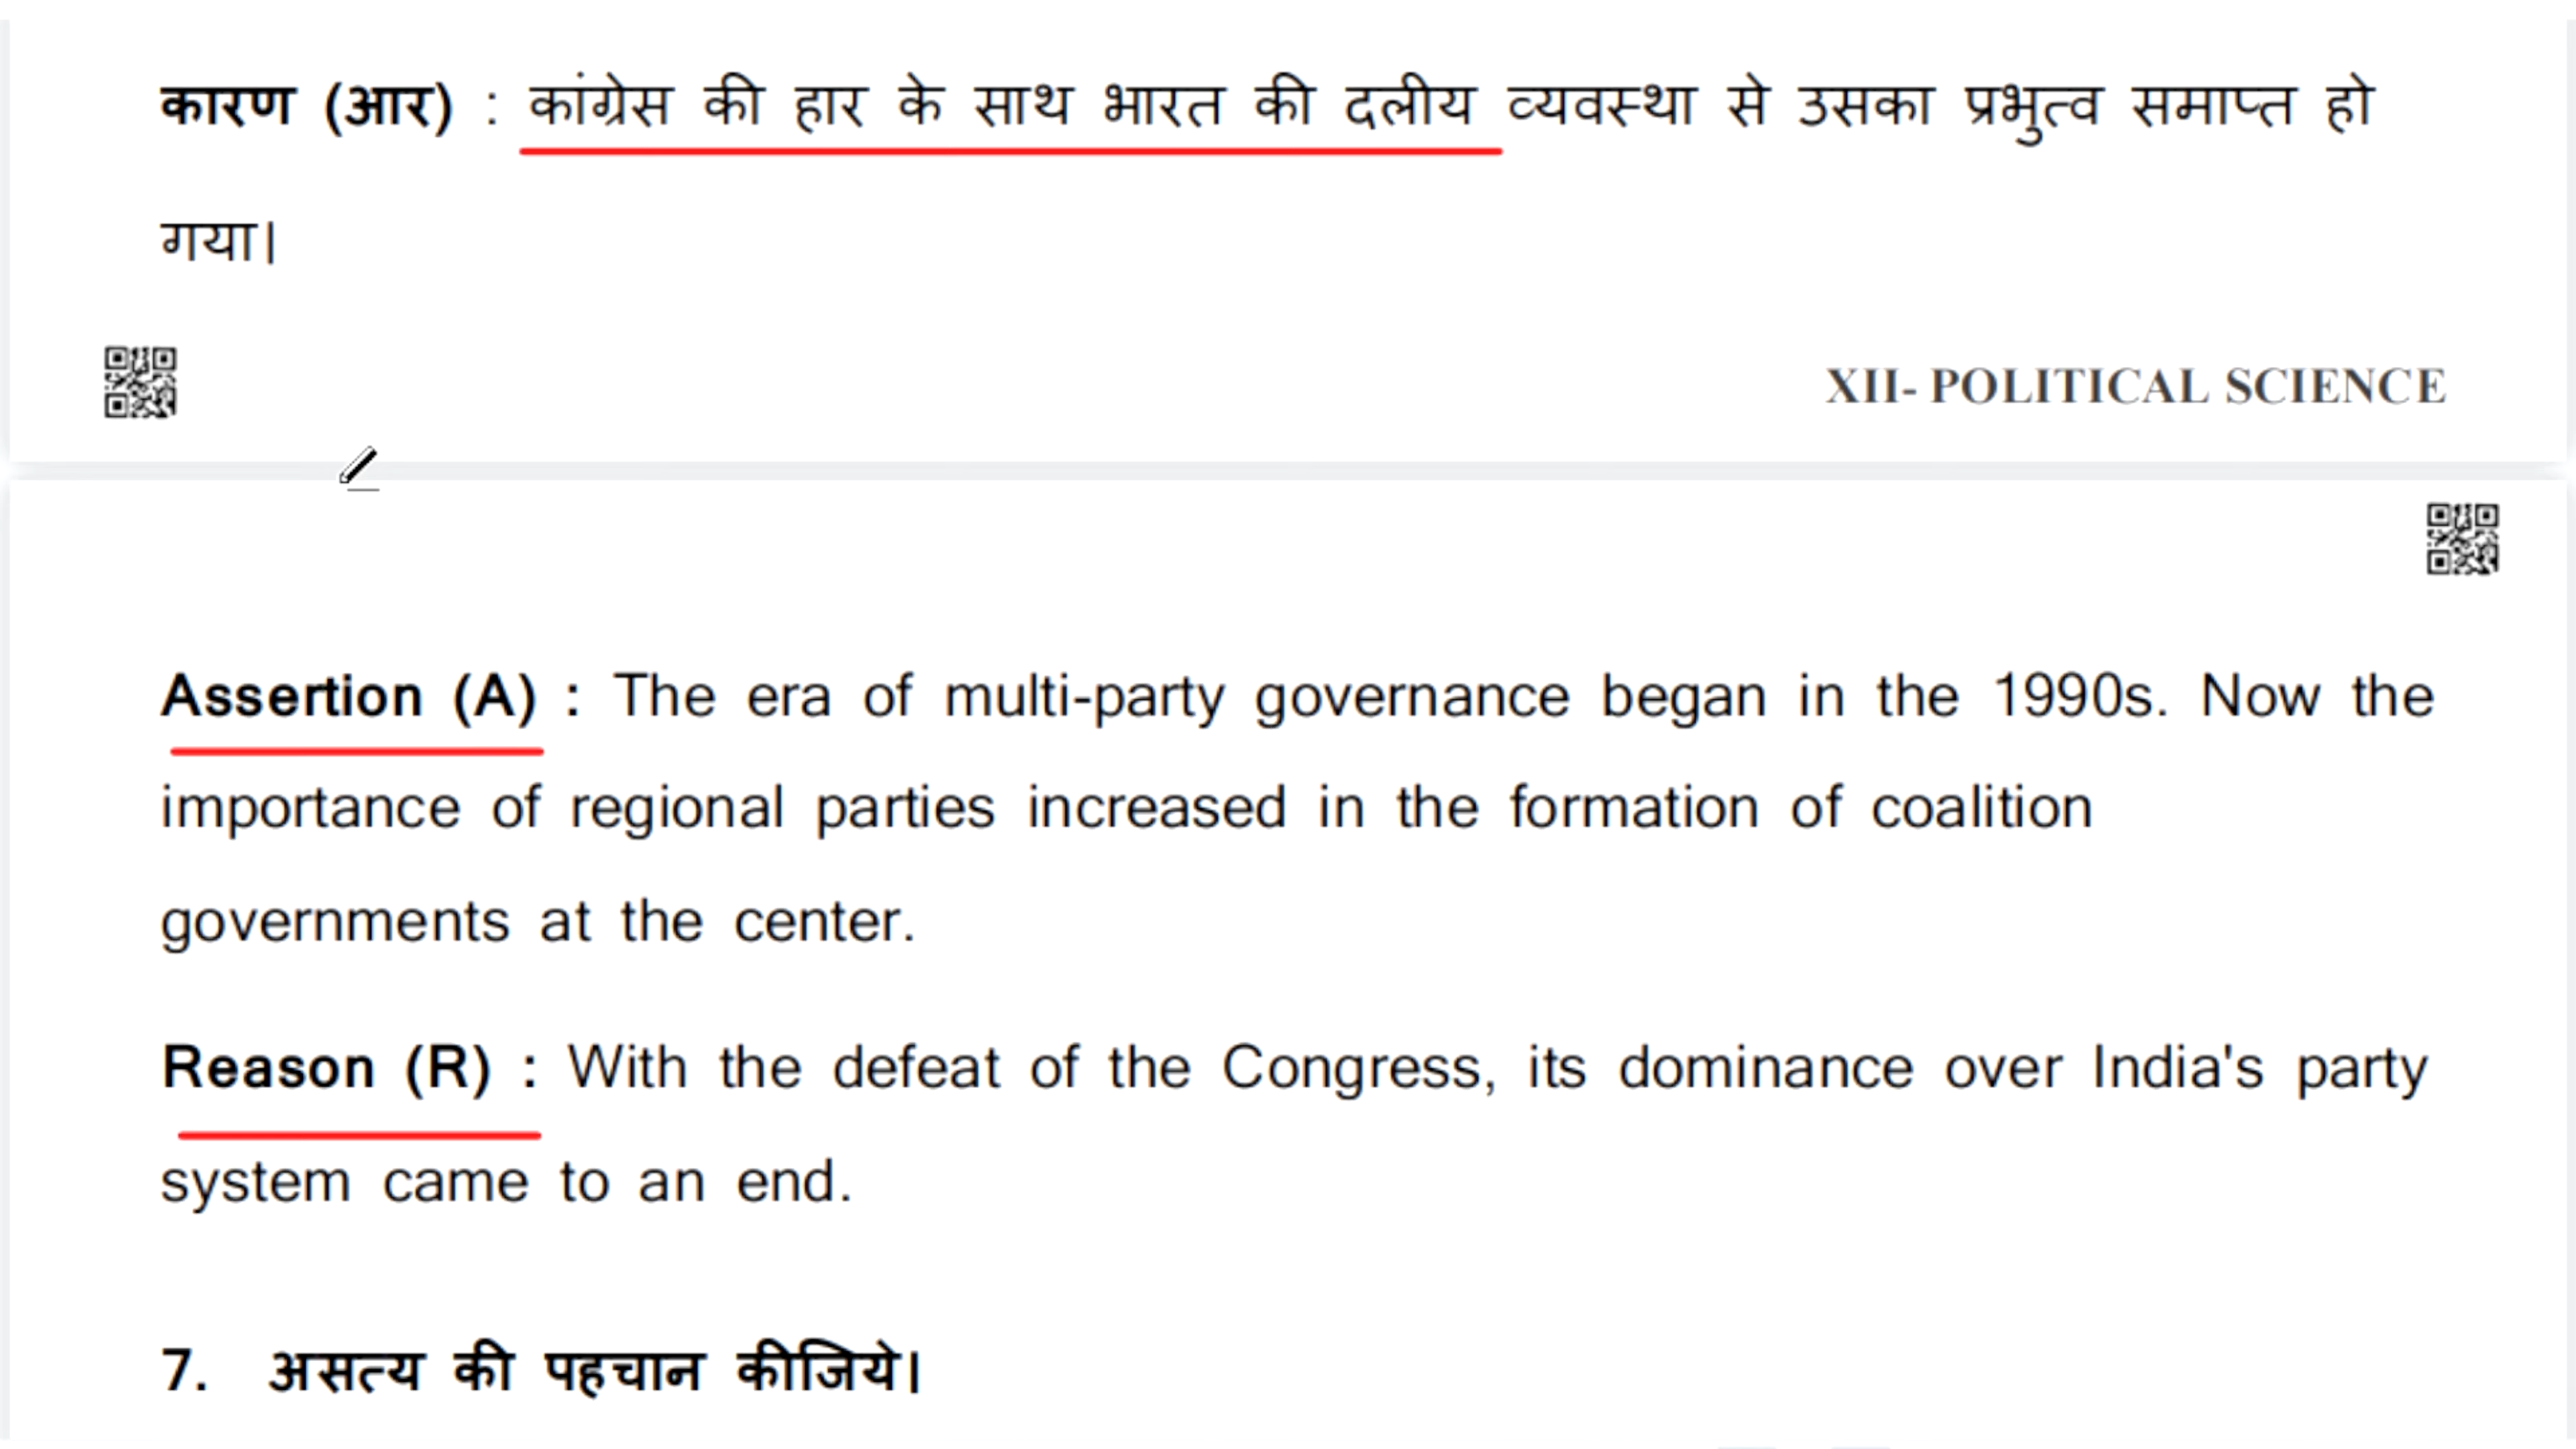 कारण (आर) : कांग्रेस की हार के साथ भारत की दलीय व्यवस्था से उसका प्रभुत्व समाप्त हो
गया।
XII- POLITICAL SCIENCE
Assertion (A) : The era of multi-party governance began in the 1990s. Now the
importance of regional parties increased in the formation of coalition
governments at the center.
Reason (R) : With the defeat of the Congress, its dominance over India's party
system came to an end.
7. असत्य की पहचान कीजिये।